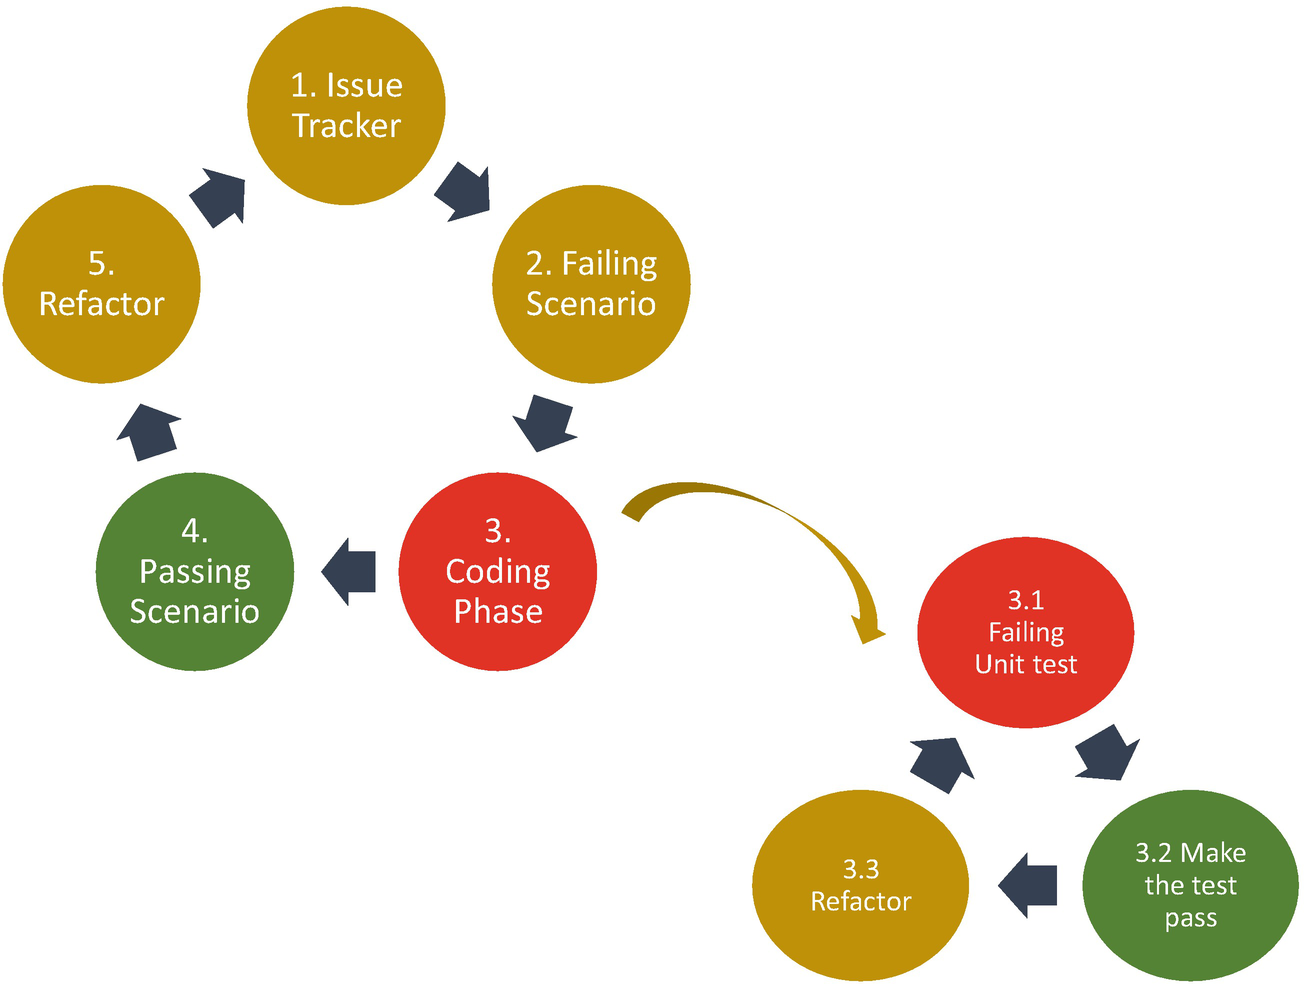 1. Issue
Tracker
2. Failing
Scenario
3.
Coding
Phase
4.
Passing
Scenario
5.
Refactor
3.1
Failing
Unit test
3.2 Make
the test
pass
3.3
Refactor